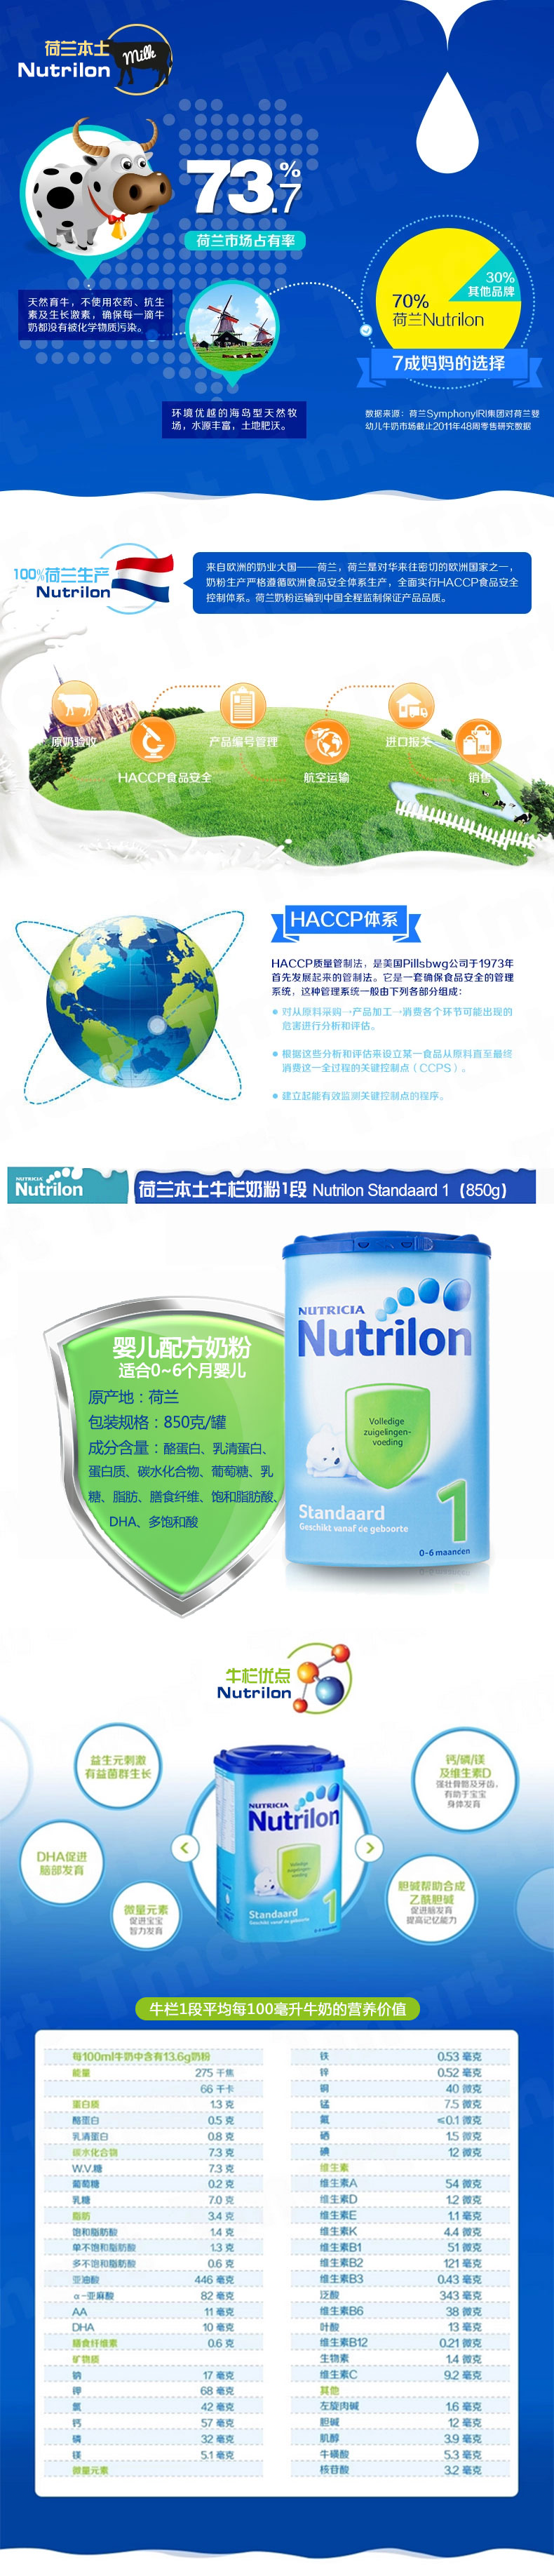 荷兰本土
Nutrilon
Milk
73.7%
荷兰市场占有率
天然育牛，不使用农药、抗生
素及生长激素，确保每一滴牛
奶都没有被化学物质污染。
30%
其他品牌
70%
荷兰Nutrilon
7成妈妈的选择
环境优越的海岛型天然牧
场，水源丰富，土地肥沃。
数据来源：荷兰SymphonyIRI集团对荷兰婴
幼儿牛奶市场截止2011年48周零售研究数据
100%荷兰生产
Nutrilon
来自欧洲的奶业大国——荷兰，荷兰是对华来往密切的欧洲国家之一，
奶粉生产严格遵循欧洲食品安全体系生产，全面实行HACCP食品安全
控制体系。荷兰奶粉运输到中国全程监制保证产品品质。
原奶验收
产品编号管理
进口报关
HACCP食品安全
航空运输
销售
HACCP体系
HACCP质量管制法，是美国Pillsbwg公司于1973年
首先发展起来的管制法。它是一套确保食品安全的管理
系统，这种管理系统一般由下列各部分组成：
对从原料采购→产品加工→消费各个环节可能出现的
危害进行分析和评估。
根据这些分析和评估来设立某一食品从原料直至最终
消费这一全过程的关键控制点（CCPS）。
建立起能有效监测关键控制点的程序。
NUTRICIA
Nutrilon
荷兰本土牛栏奶粉1段 Nutrilon Standaard 1（850g）
婴儿配方奶粉
适合0~6个月婴儿
原产地：荷兰
包装规格：850克/罐
成分含量：酪蛋白、乳清蛋白、
蛋白质、碳水化合物、葡萄糖、乳
糖、脂肪、膳食纤维、饱和脂肪酸、
DHA、多饱和酸
NUTRICIA
Nutrilon
Volledige
zuigelingen-
voeding
Standaard
Geschikt vanaf de geboorte
1
0-6 maanden
牛栏优点
Nutrilon
益生元刺激
有益菌群生长
钙/磷/镁
及维生素D
强壮骨骼及牙齿，
有助于宝宝
身体发育
DHA促进
脑部发育
微量元素
促进宝宝
智力发育
胆碱帮助合成
乙酰胆碱
促进脑发育
提高记忆能力
NUTRICIA
Nutrilon
Volledige
zuigelingen-
voeding
Standaard
Geschikt vanaf de geboorte
1
牛栏1段平均每100毫升牛奶的营养价值
每100ml牛奶中含有13.6g奶粉
能量 275 千焦
66 千卡
蛋白质 1.3 克
酪蛋白 0.5 克
乳清蛋白 0.8 克
碳水化合物 7.3 克
W.V.糖 7.3 克
葡萄糖 0.2 克
乳糖 7.0 克
脂肪 3.4 克
饱和脂肪酸 1.4 克
单不饱和脂肪酸 1.3 克
多不饱和脂肪酸 0.6 克
亚油酸 446 毫克
α-亚麻酸 82 毫克
AA 11 毫克
DHA 10 毫克
膳食纤维素 0.6 克
矿物质
钠 17 毫克
钾 68 毫克
氯 42 毫克
钙 57 毫克
磷 32 毫克
镁 5.1 毫克
微量元素
铁 0.53 毫克
锌 0.52 毫克
铜 40 微克
锰 7.5 微克
氟 ≤0.1 微克
硒 1.5 微克
碘 12 微克
维生素
维生素A 54 微克
维生素D 1.2 微克
维生素E 1.1 毫克
维生素K 4.4 微克
维生素B1 51 微克
维生素B2 121 毫克
维生素B3 0.43 毫克
泛酸 343 毫克
维生素B6 38 微克
叶酸 13 毫克
维生素B12 0.21 微克
生物素 1.4 微克
维生素C 9.2 毫克
其他
左旋肉碱 1.6 毫克
胆碱 12 毫克
肌醇 3.9 毫克
牛磺酸 5.3 毫克
核苷酸 3.2 毫克